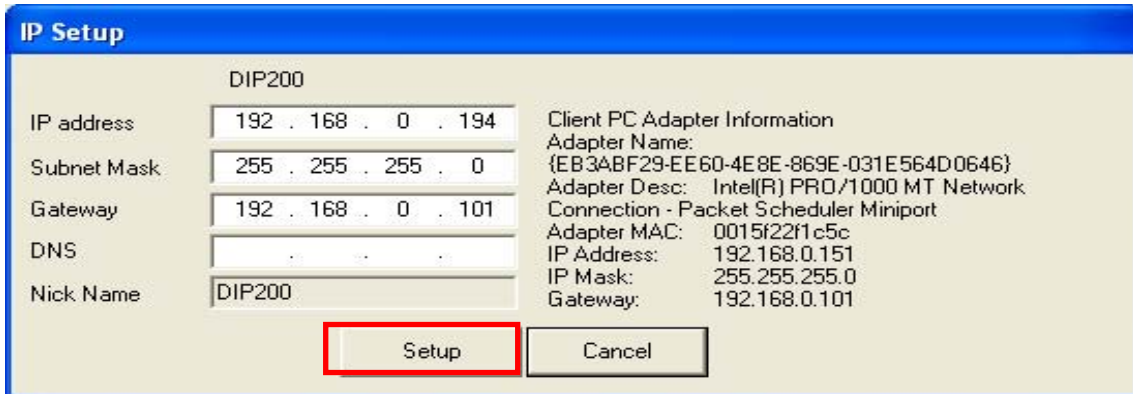 IP Setup
DIP200
IP address 192 . 168 . 0 . 194
Subnet Mask 255 . 255 . 255 . 0
Gateway 192 . 168 . 0 . 101
DNS . . .
Nick Name DIP200
Client PC Adapter Information
Adapter Name:
{EB3ABF29-EE60-4E8E-869E-031E564D0646}
Adapter Desc: Intel(R) PRO/1000 MT Network
Connection - Packet Scheduler Miniport
Adapter MAC: 0015f22f1c5c
IP Address: 192.168.0.151
IP Mask: 255.255.255.0
Gateway: 192.168.0.101
Setup Cancel